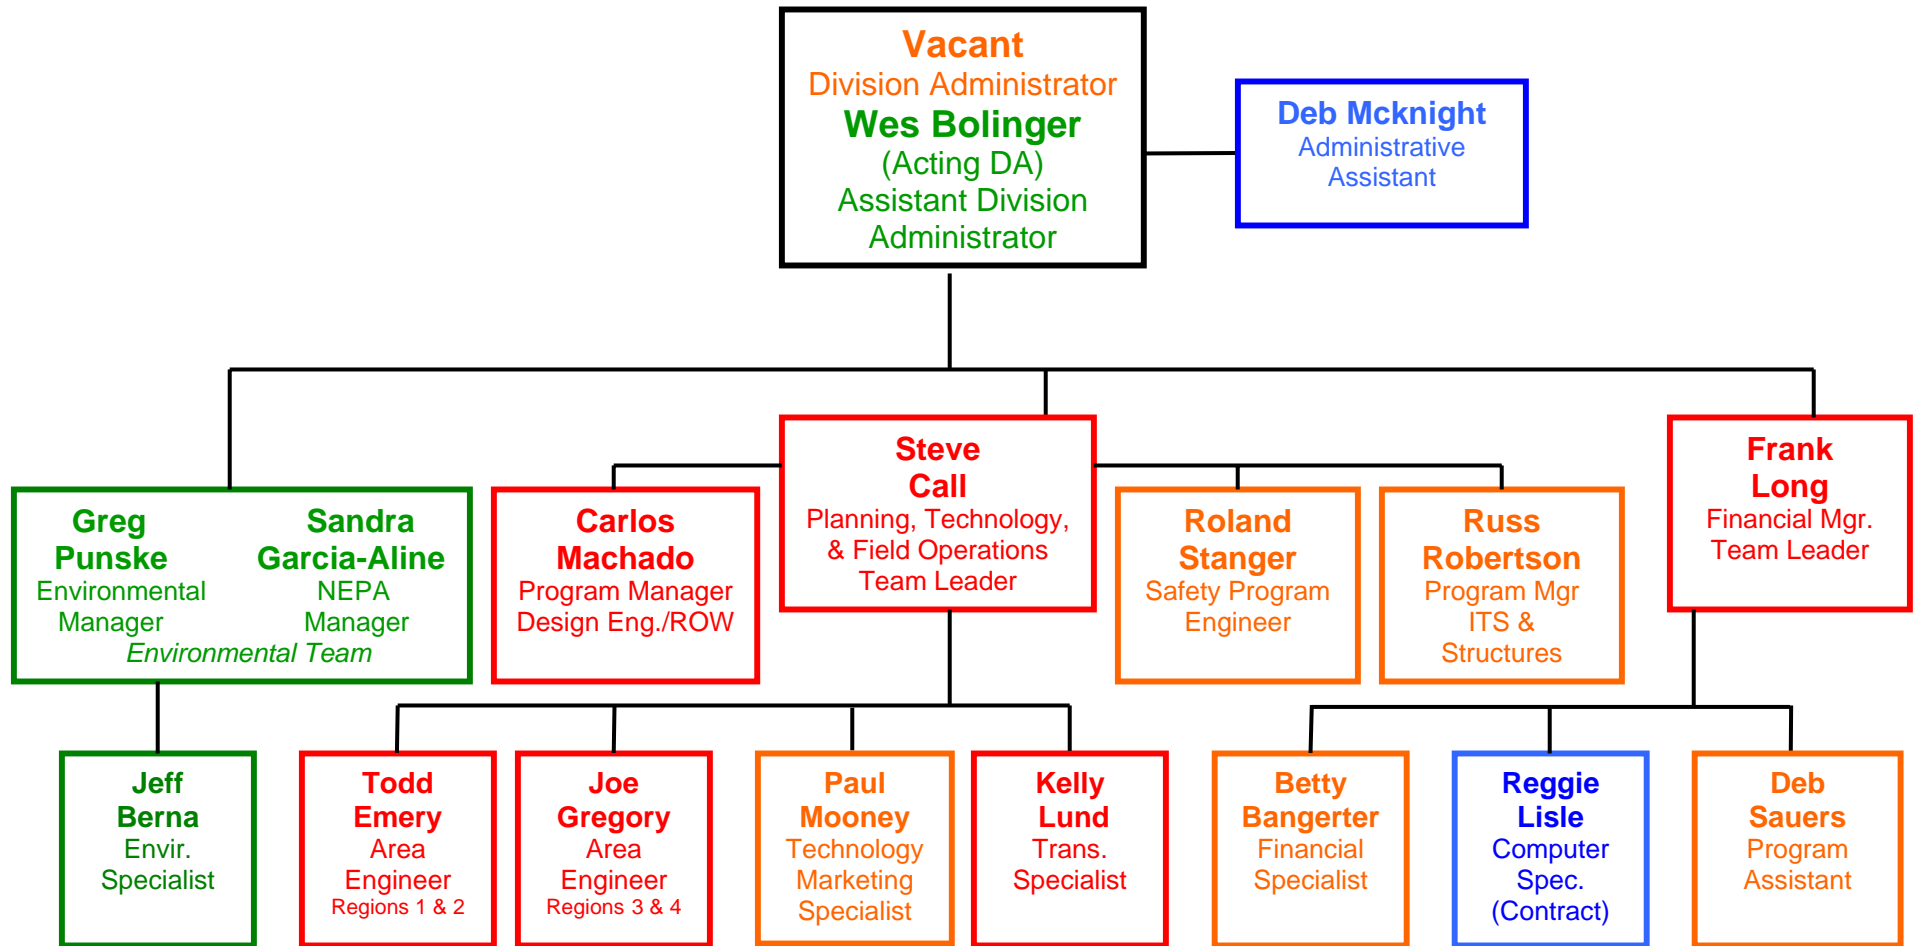 Vacant
Division Administrator
Wes Bolinger
(Acting DA)
Assistant Division
Administrator
Deb Mcknight
Administrative
Assistant
Greg
Punske
Environmental
Manager
Sandra
Garcia-Aline
NEPA
Manager
Environmental Team
Carlos
Machado
Program Manager
Design Eng./ROW
Steve
Call
Planning, Technology,
& Field Operations
Team Leader
Roland
Stanger
Safety Program
Engineer
Russ
Robertson
Program Mgr
ITS &
Structures
Frank
Long
Financial Mgr.
Team Leader
Jeff
Berna
Envir.
Specialist
Todd
Emery
Area
Engineer
Regions 1 & 2
Joe
Gregory
Area
Engineer
Regions 3 & 4
Paul
Mooney
Technology
Marketing
Specialist
Kelly
Lund
Trans.
Specialist
Betty
Bangerter
Financial
Specialist
Reggie
Lisle
Computer
Spec.
(Contract)
Deb
Sauers
Program
Assistant